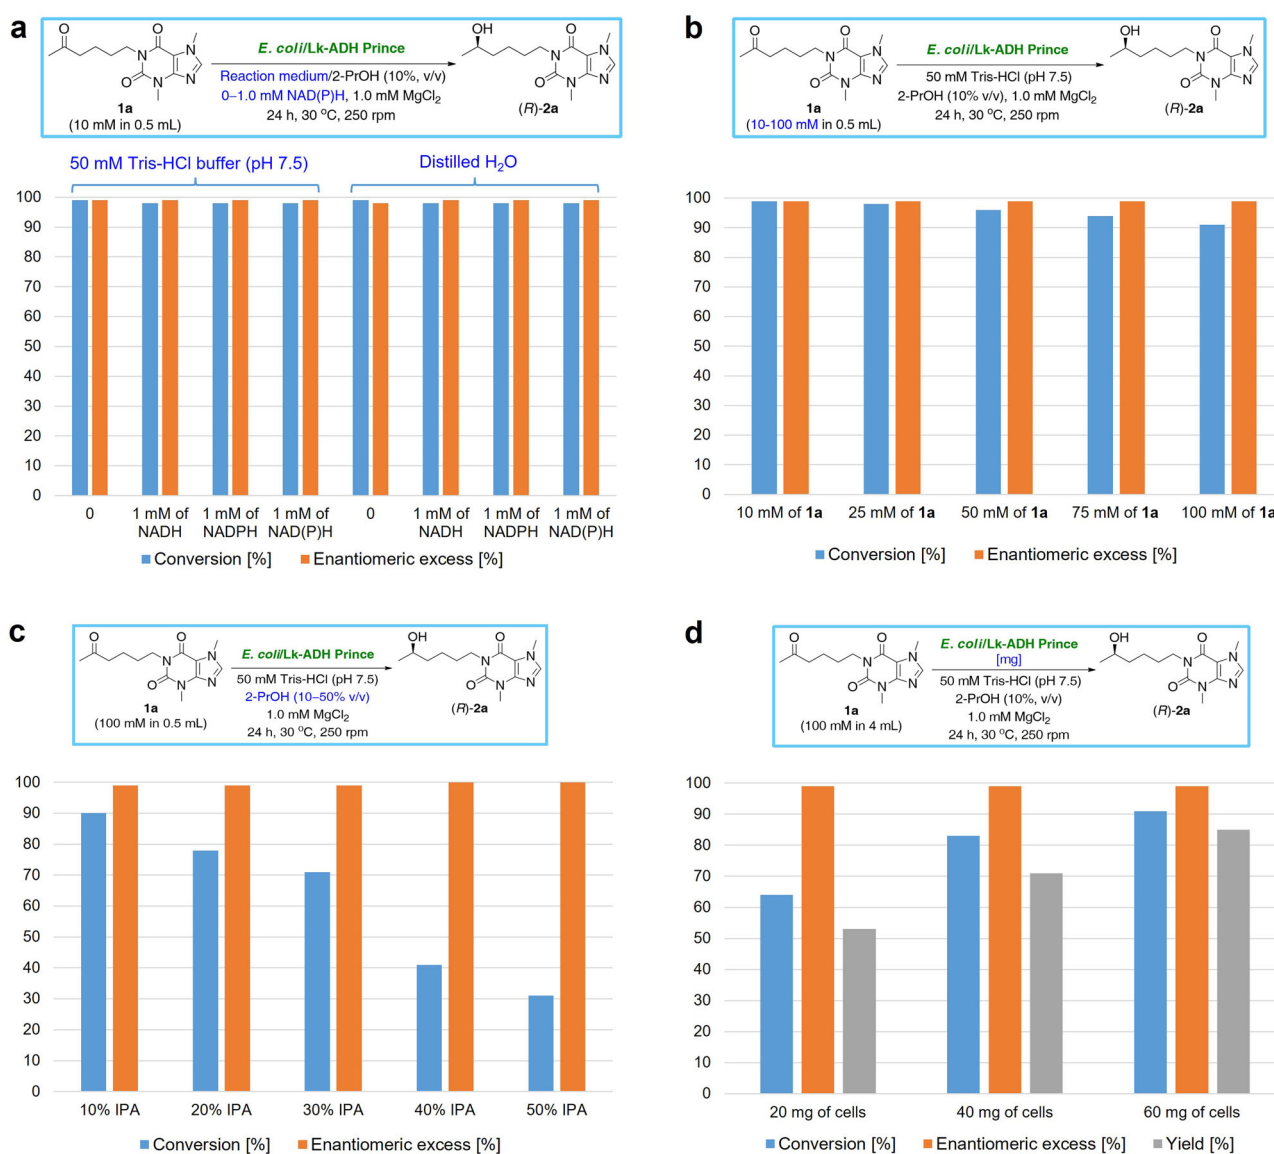 a
E. coli/Lk-ADH Prince
Reaction medium/2-PrOH (10%, v/v)
0–1.0 mM NAD(P)H, 1.0 mM MgCl2
24 h, 30 °C, 250 rpm
O
N
O
O
N
N
N
1a
(10 mM in 0.5 mL)
OH
N
O
O
N
N
N
(R)-2a
50 mM Tris-HCl buffer (pH 7.5)
Distilled H2O
100
90
80
70
60
50
40
30
20
10
0
0
1 mM of NADH
1 mM of NADPH
1 mM of NAD(P)H
0
1 mM of NADH
1 mM of NADPH
1 mM of NAD(P)H
Conversion [%]
Enantiomeric excess [%]
b
E. coli/Lk-ADH Prince
50 mM Tris-HCl (pH 7.5)
2-PrOH (10% v/v), 1.0 mM MgCl2
24 h, 30 °C, 250 rpm
O
N
O
O
N
N
N
1a
(10-100 mM in 0.5 mL)
OH
N
O
O
N
N
N
(R)-2a
100
90
80
70
60
50
40
30
20
10
0
10 mM of 1a
25 mM of 1a
50 mM of 1a
75 mM of 1a
100 mM of 1a
Conversion [%]
Enantiomeric excess [%]
c
E. coli/Lk-ADH Prince
50 mM Tris-HCl (pH 7.5)
2-PrOH (10–50% v/v)
1.0 mM MgCl2
24 h, 30 °C, 250 rpm
O
N
O
O
N
N
N
1a
(100 mM in 0.5 mL)
OH
N
O
O
N
N
N
(R)-2a
100
90
80
70
60
50
40
30
20
10
0
10% IPA
20% IPA
30% IPA
40% IPA
50% IPA
Conversion [%]
Enantiomeric excess [%]
d
E. coli/Lk-ADH Prince
[mg]
50 mM Tris-HCl (pH 7.5)
2-PrOH (10%, v/v)
1.0 mM MgCl2
24 h, 30 °C, 250 rpm
O
N
O
O
N
N
N
1a
(100 mM in 4 mL)
OH
N
O
O
N
N
N
(R)-2a
100
90
80
70
60
50
40
30
20
10
0
20 mg of cells
40 mg of cells
60 mg of cells
Conversion [%]
Enantiomeric excess [%]
Yield [%]